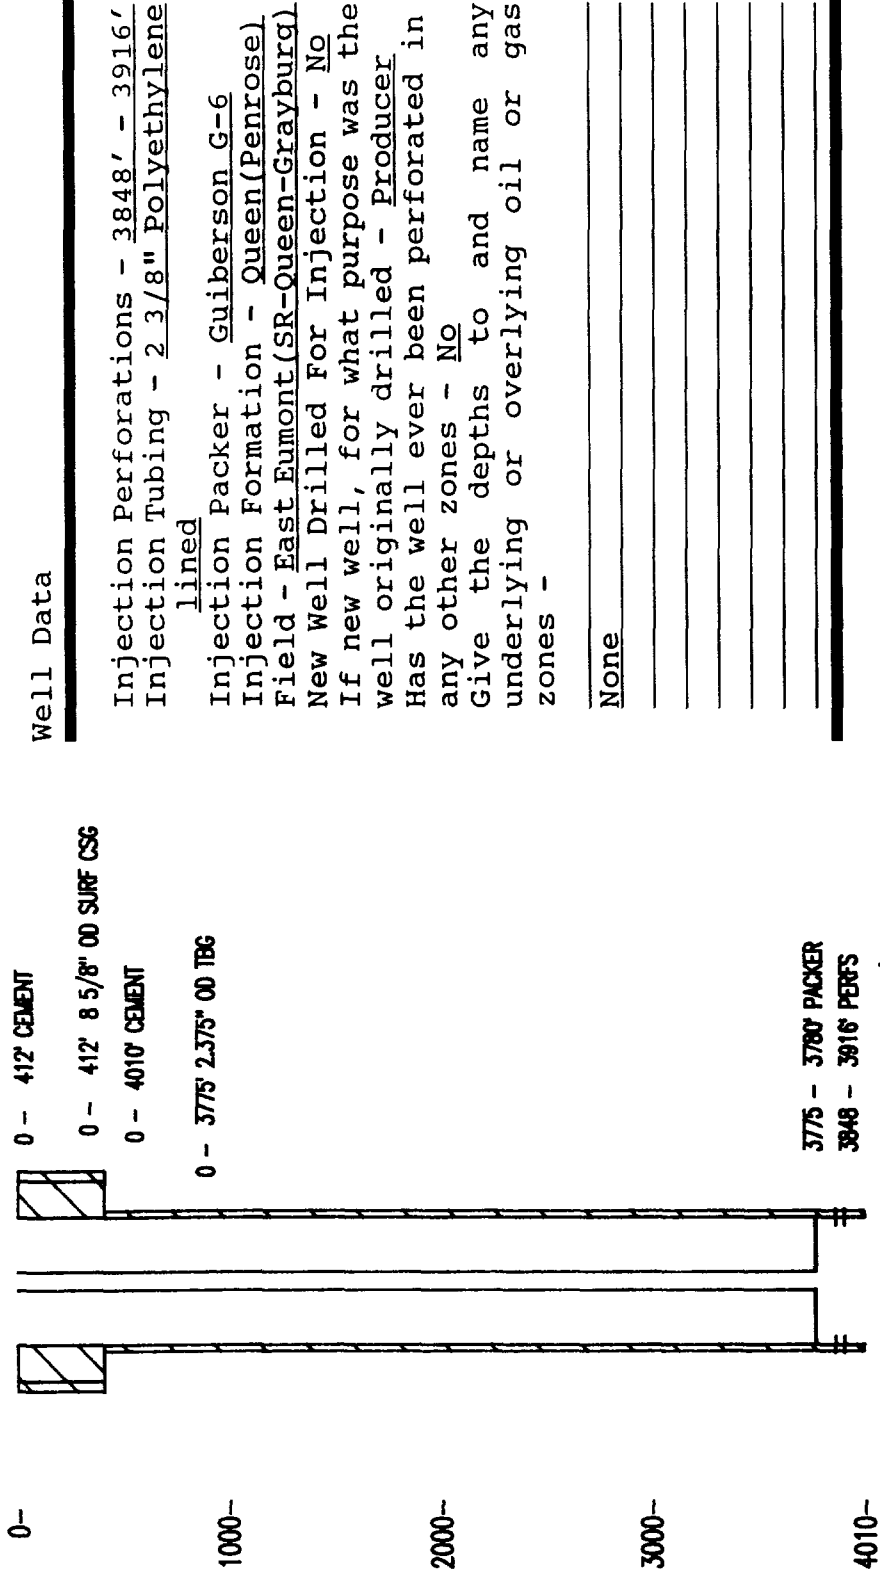 Well Data
Injection Perforations - 3848' - 3916'
Injection Tubing - 2 3/8" Polyethylene
lined
Injection Packer - Guiberson G-6
Injection Formation - Queen(Penrose)
Field - East Eumont(SR-Queen-Grayburg)
New Well Drilled For Injection - No
If new well, for what purpose was the
well originally drilled - Producer
Has the well ever been perforated in
any other zones - No
Give the depths to and name any
underlying or overlying oil or gas
zones -
None
0 - 412' CEMENT
0 - 412' 8 5/8" OD SURF CSG
0 - 4010' CEMENT
0 - 3775' 2.375" OD TBG
3775 - 3780' PACKER
3848 - 3916' PERFS
0-
1000-
2000-
3000-
4010-